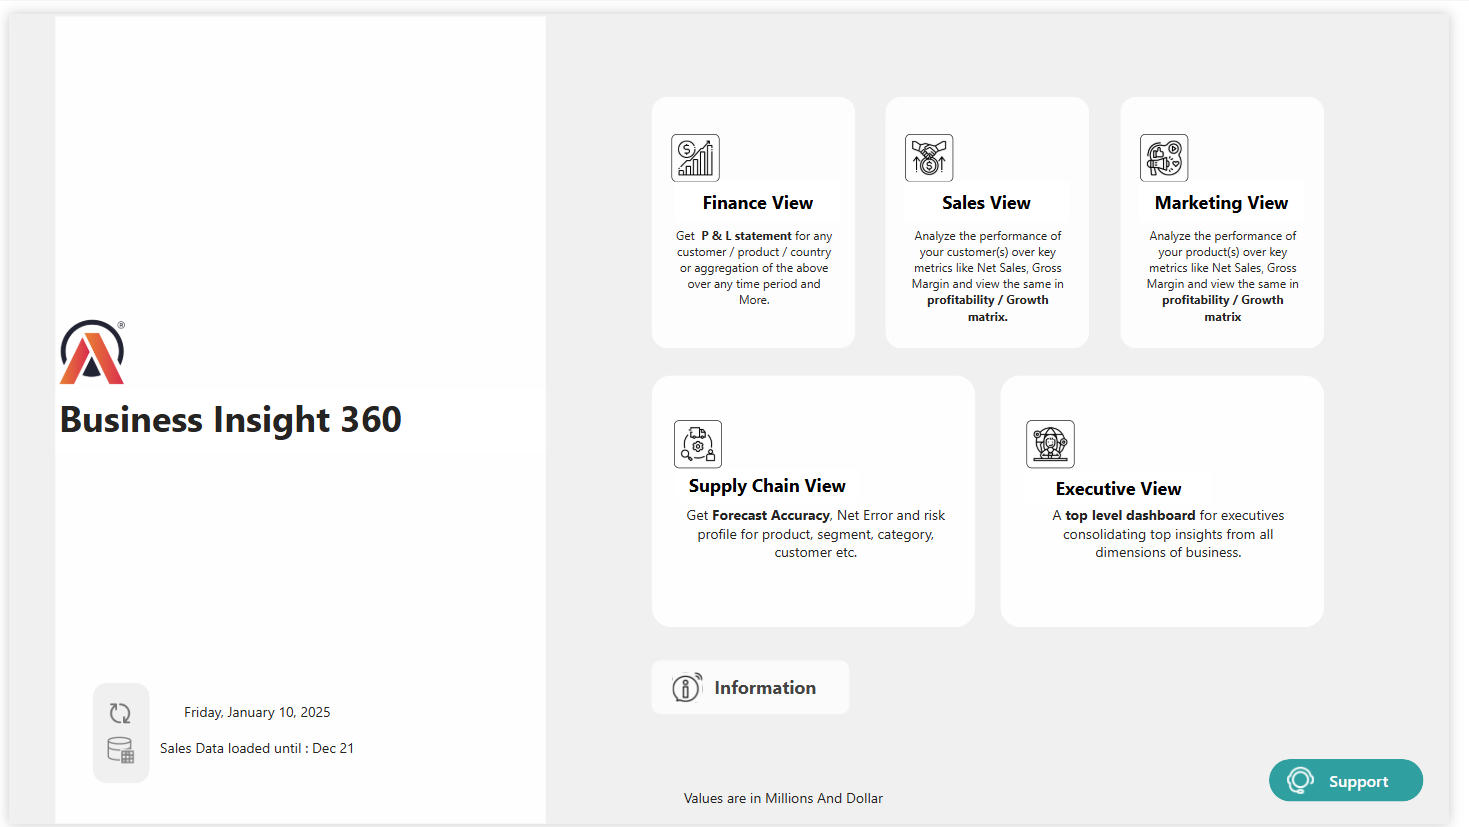 ®
Business Insight 360
Friday, January 10, 2025
Sales Data loaded until : Dec 21
Finance View
Get P & L statement for any
customer / product / country
or aggregation of the above
over any time period and
More.
Sales View
Analyze the performance of
your customer(s) over key
metrics like Net Sales, Gross
Margin and view the same in
profitability / Growth
matrix.
Marketing View
Analyze the performance of
your product(s) over key
metrics like Net Sales, Gross
Margin and view the same in
profitability / Growth
matrix
Supply Chain View
Get Forecast Accuracy, Net Error and risk
profile for product, segment, category,
customer etc.
Executive View
A top level dashboard for executives
consolidating top insights from all
dimensions of business.
Information
Values are in Millions And Dollar
Support